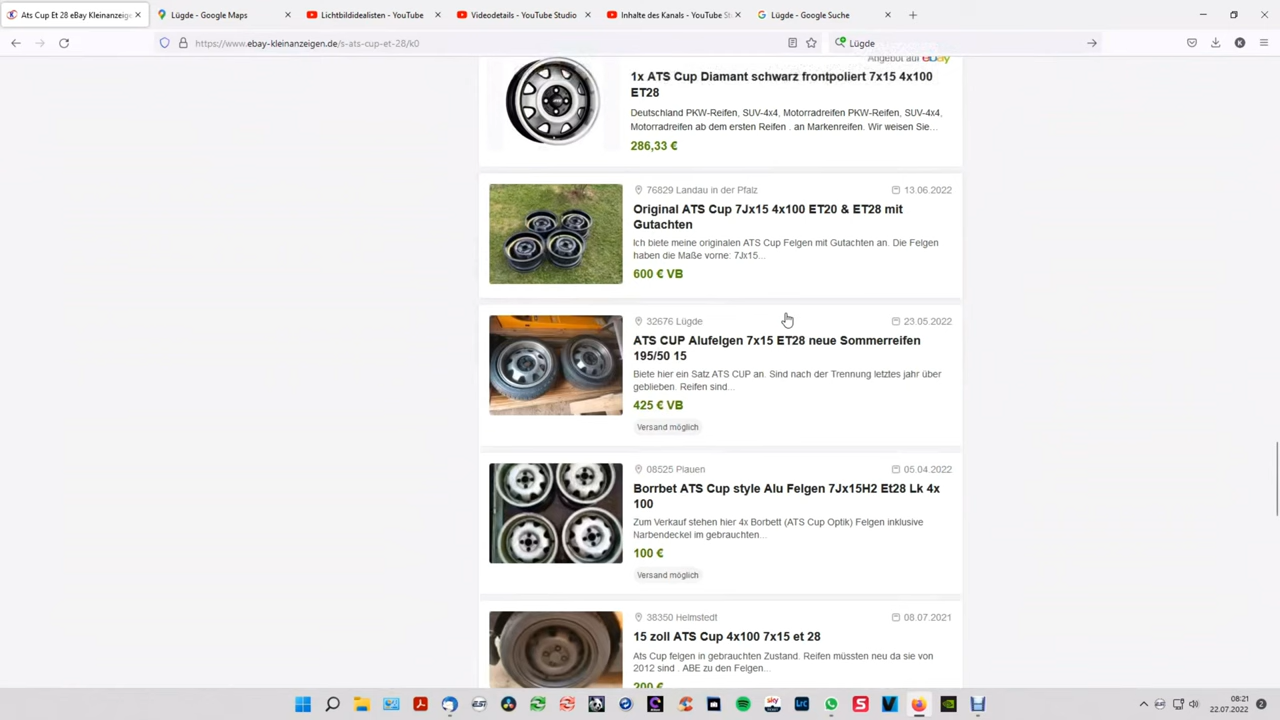 Ats Cup Et 28 eBay Kleinanzeige
Lügde - Google Maps
Lichtbildidealisten - YouTube
Videodetails - YouTube Studio
Inhalte des Kanals - YouTube St
Lügde - Google Suche
https://www.ebay-kleinanzeigen.de/s-ats-cup-et-28/k0
Lügde
Angebot auf ebay
1x ATS Cup Diamant schwarz frontpoliert 7x15 4x100
ET28
Deutschland PKW-Reifen, SUV-4x4, Motorradreifen PKW-Reifen, SUV-4x4,
Motorradreifen ab dem ersten Reifen . an Markenreifen. Wir weisen Sie...
286,33 €
76829 Landau in der Pfalz
13.06.2022
Original ATS Cup 7Jx15 4x100 ET20 & ET28 mit
Gutachten
Ich biete meine originalen ATS Cup Felgen mit Gutachten an. Die Felgen
haben die Maße vorne: 7Jx15...
600 € VB
32676 Lügde
23.05.2022
ATS CUP Alufelgen 7x15 ET28 neue Sommerreifen
195/50 15
Biete hier ein Satz ATS CUP an. Sind nach der Trennung letztes jahr über
geblieben. Reifen sind...
425 € VB
Versand möglich
08525 Plauen
05.04.2022
Borrbet ATS Cup style Alu Felgen 7Jx15H2 Et28 Lk 4x
100
Zum Verkauf stehen hier 4x Borbett (ATS Cup Optik) Felgen inklusive
Narbendeckel im gebrauchten...
100 €
Versand möglich
38350 Helmstedt
08.07.2021
15 zoll ATS Cup 4x100 7x15 et 28
Ats Cup felgen in gebrauchten Zustand. Reifen müssten neu da sie von
2012 sind . ABE zu den Felgen...
200 €
sky
Lrc
08:21
22.07.2022